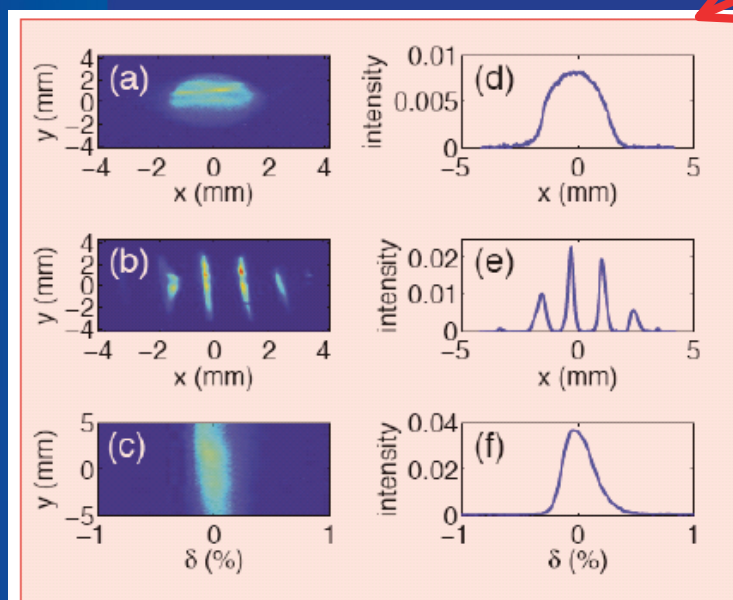 (a)
y (mm)
4
2
0
−2
−4
−4 −2 0 2 4
x (mm)
(d)
intensity
0.01
0.005
0
−5 0 5
x (mm)
(b)
y (mm)
4
2
0
−2
−4
−4 −2 0 2 4
x (mm)
(e)
intensity
0.02
0.01
0
−5 0 5
x (mm)
(c)
y (mm)
5
0
−5
−1 0 1
δ (%)
(f)
intensity
0.04
0.02
0
−1 0 1
δ (%)